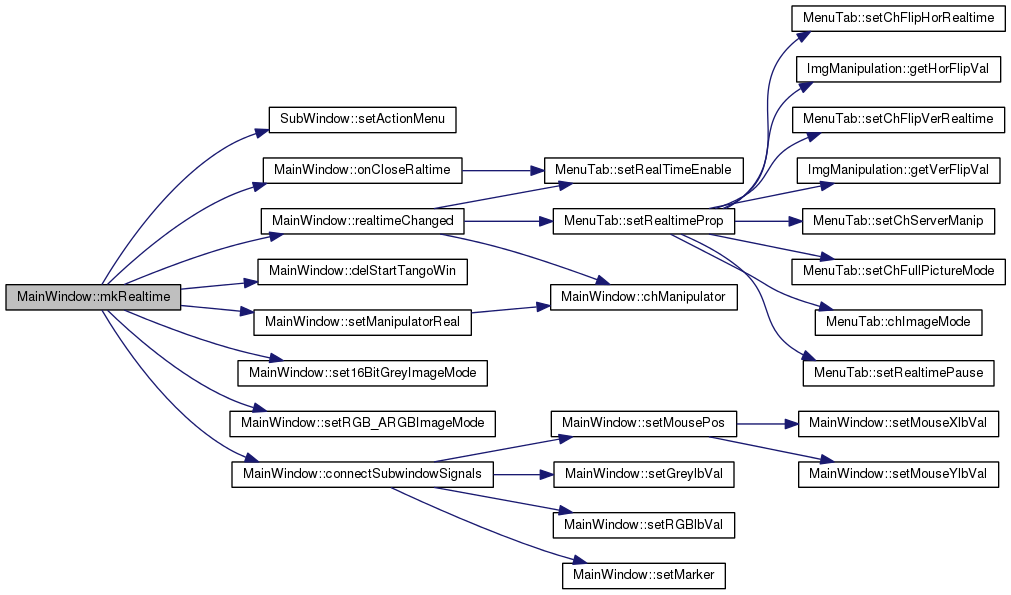 MenuTab::setChFlipHorRealtime
ImgManipulation::getHorFlipVal
SubWindow::setActionMenu
MenuTab::setChFlipVerRealtime
MainWindow::onCloseRaltime
MenuTab::setRealTimeEnable
ImgManipulation::getVerFlipVal
MainWindow::realtimeChanged
MenuTab::setRealtimeProp
MenuTab::setChServerManip
MainWindow::delStartTangoWin
MenuTab::setChFullPictureMode
MainWindow::mkRealtime
MainWindow::chManipulator
MainWindow::setManipulatorReal
MenuTab::chImageMode
MainWindow::set16BitGreyImageMode
MenuTab::setRealtimePause
MainWindow::setRGB_ARGBImageMode
MainWindow::setMousePos
MainWindow::setMouseXlbVal
MainWindow::connectSubwindowSignals
MainWindow::setGreylbVal
MainWindow::setMouseYlbVal
MainWindow::setRGBlbVal
MainWindow::setMarker